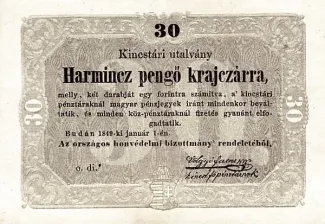 30
Kincstári utalvány
Harmincz pengő krajczárra,
melly, két darabját egy forintra számítva, a' kincstári
pénztáraknál magyar pénzjegyek iránt mindenkor bevál-
tatik, és minden köz-pénztáraknál fizetés gyanánt elfo-
gadtatik.
Budán 1849-ki január 1-én.
Az országos honvédelmi bizottmány rendeletéből,
o. di.*
30
30